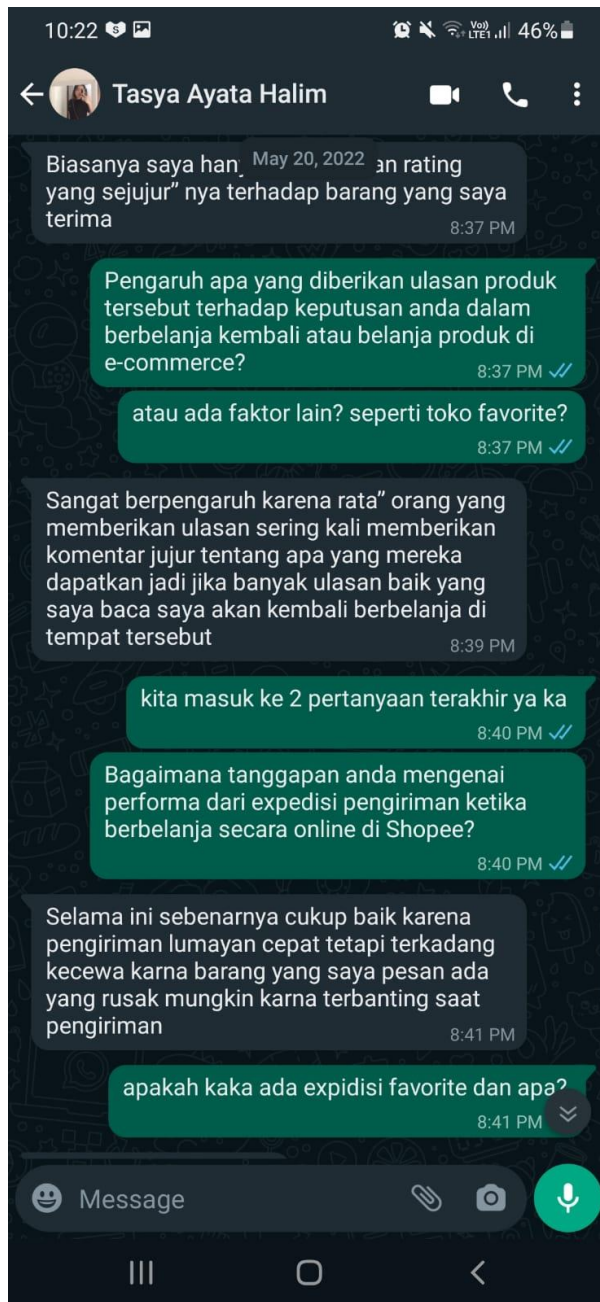 10:22
Vo))
LTE1
46%
Tasya Ayata Halim
May 20, 2022
Biasanya saya an rating
yang sejujur” nya terhadap barang yang saya
terima
8:37 PM
Pengaruh apa yang diberikan ulasan produk
tersebut terhadap keputusan anda dalam
berbelanja kembali atau belanja produk di
e-commerce?
8:37 PM
atau ada faktor lain? seperti toko favorite?
8:37 PM
Sangat berpengaruh karena rata” orang yang
memberikan ulasan sering kali memberikan
komentar jujur tentang apa yang mereka
dapatkan jadi jika banyak ulasan baik yang
saya baca saya akan kembali berbelanja di
tempat tersebut
8:39 PM
kita masuk ke 2 pertanyaan terakhir ya ka
8:40 PM
Bagaimana tanggapan anda mengenai
performa dari expedisi pengiriman ketika
berbelanja secara online di Shopee?
8:40 PM
Selama ini sebenarnya cukup baik karena
pengiriman lumayan cepat tetapi terkadang
kecewa karna barang yang saya pesan ada
yang rusak mungkin karna terbanting saat
pengiriman
8:41 PM
apakah kaka ada expidisi favorite dan apa?
8:41 PM
Message